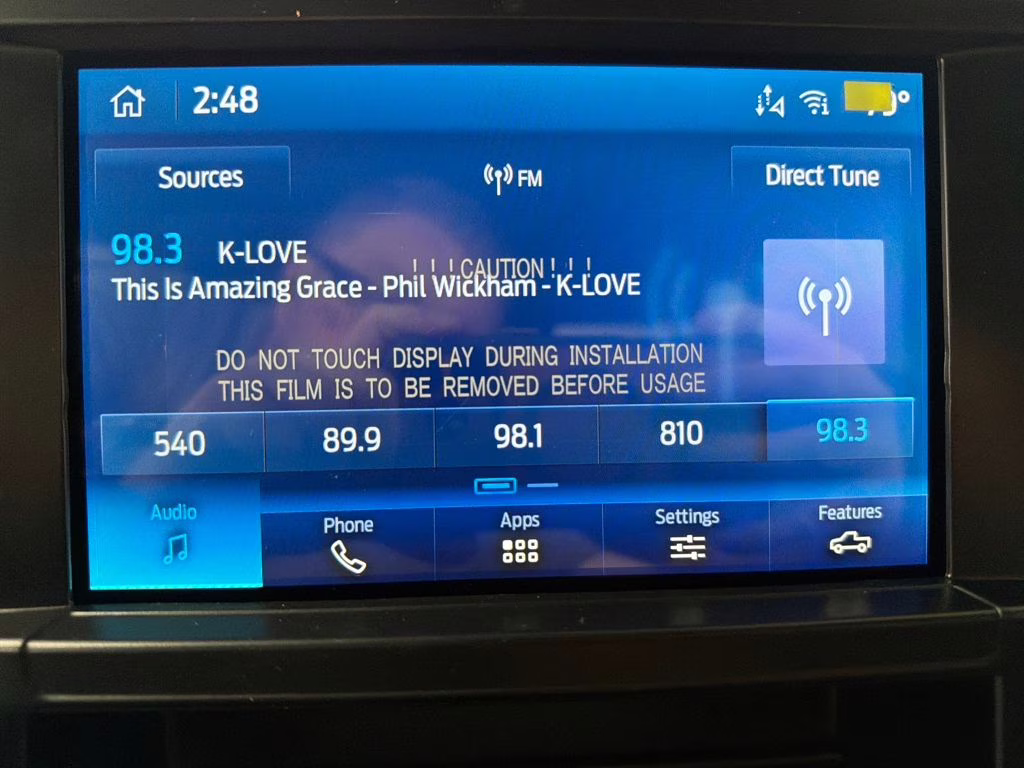 2:48
Sources
FM
Direct Tune
98.3 K-LOVE
! ! ! CAUTION ! ! !
This Is Amazing Grace - Phil Wickham - K-LOVE
DO NOT TOUCH DISPLAY DURING INSTALLATION
THIS FILM IS TO BE REMOVED BEFORE USAGE
540 89.9 98.1 810 98.3
Audio Phone Apps Settings Features